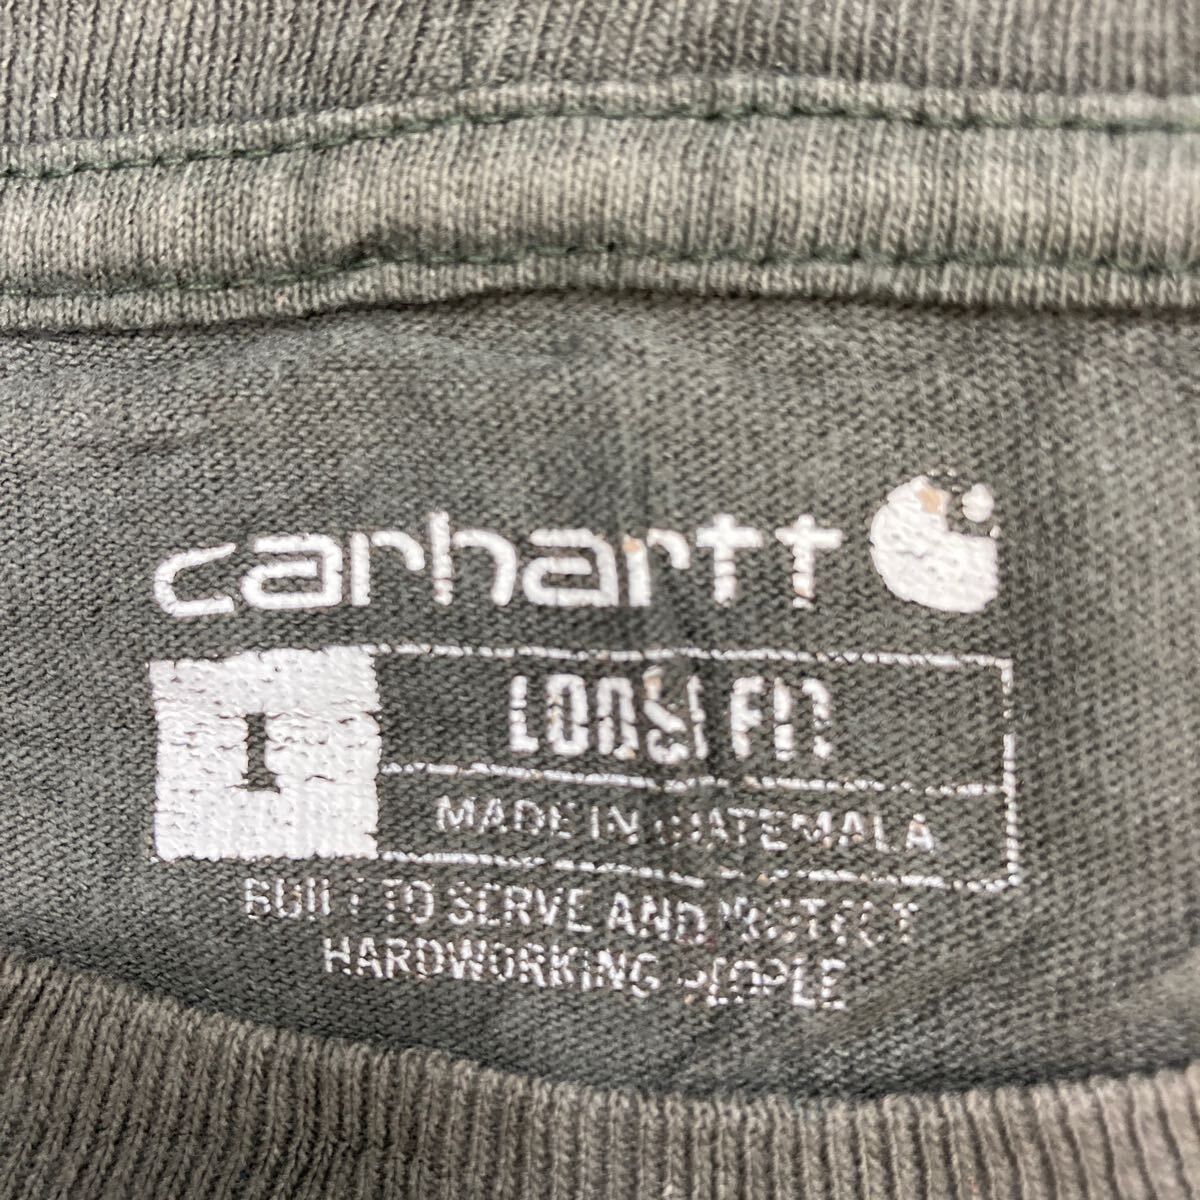 carhartt
L
LOOSE FIT
MADE IN GUATEMALA
BUILT TO SERVE AND PROTECT
HARDWORKING PEOPLE